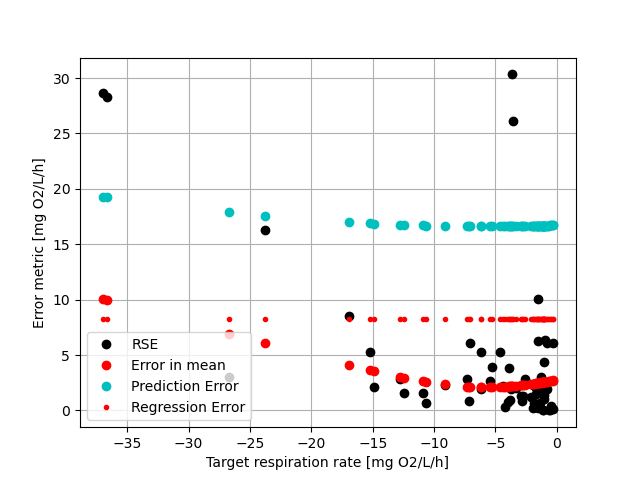 30
25
20
15
10
5
0
Error metric [mg O2/L/h]
RSE
Error in mean
Prediction Error
Regression Error
−35 −30 −25 −20 −15 −10 −5 0
Target respiration rate [mg O2/L/h]